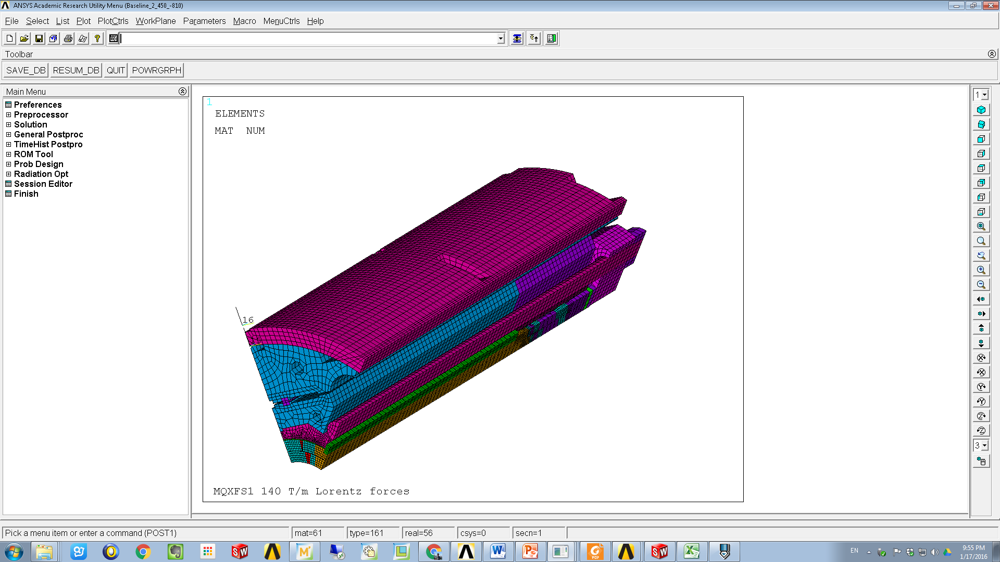 ANSYS Academic Research Utility Menu (Baseline_2_450_-810)
File Select List Plot PlotCtrls WorkPlane Parameters Macro MenuCtrls Help
Toolbar
SAVE_DB RESUM_DB QUIT POWRGRPH
Main Menu
Preferences
Preprocessor
Solution
General Postproc
TimeHist Postpro
ROM Tool
Prob Design
Radiation Opt
Session Editor
Finish
1
ELEMENTS
MAT NUM
16
MQXFS1 140 T/m Lorentz forces
1
3
Pick a menu item or enter a command (POST1) mat=61 type=161 real=56 csys=0 secn=1
EN
9:55 PM
1/17/2016